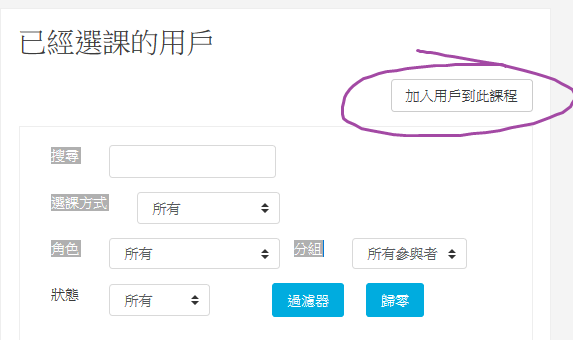 已經選課的用戶
加入用戶到此課程
搜尋
選課方式 所有
角色 所有 分組 所有參與者
狀態 所有 過濾器 歸零